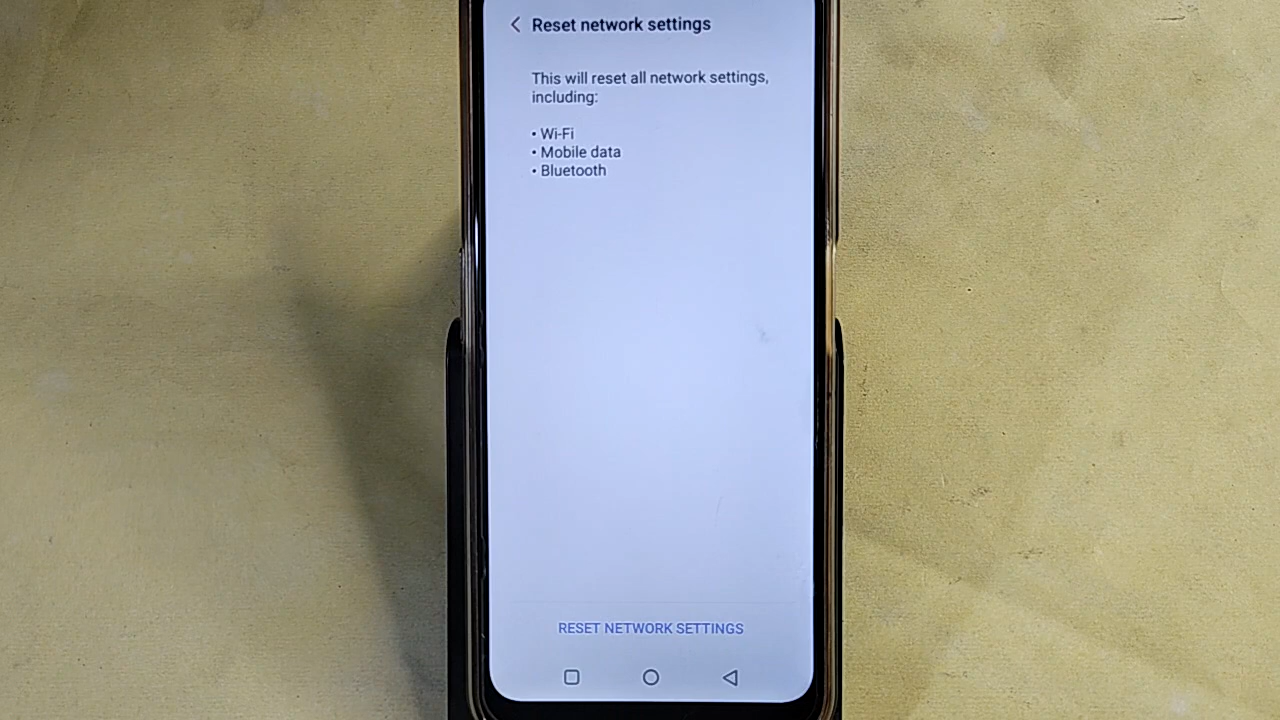 Reset network settings
This will reset all network settings,
including:
• Wi-Fi
• Mobile data
• Bluetooth
RESET NETWORK SETTINGS